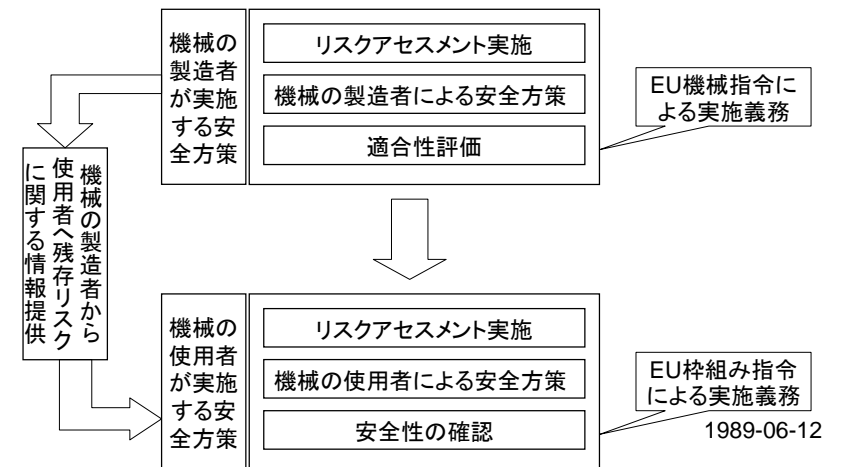 機械の
製造者
が実施
する安
全方策
リスクアセスメント実施
機械の製造者による安全方策
適合性評価
EU機械指令に
よる実施義務
機械の製造者から
使用者へ残存リスク
に関する情報提供
機械の
使用者
が実施
する安
全方策
リスクアセスメント実施
機械の使用者による安全方策
安全性の確認
EU枠組み指令
による実施義務
1989-06-12